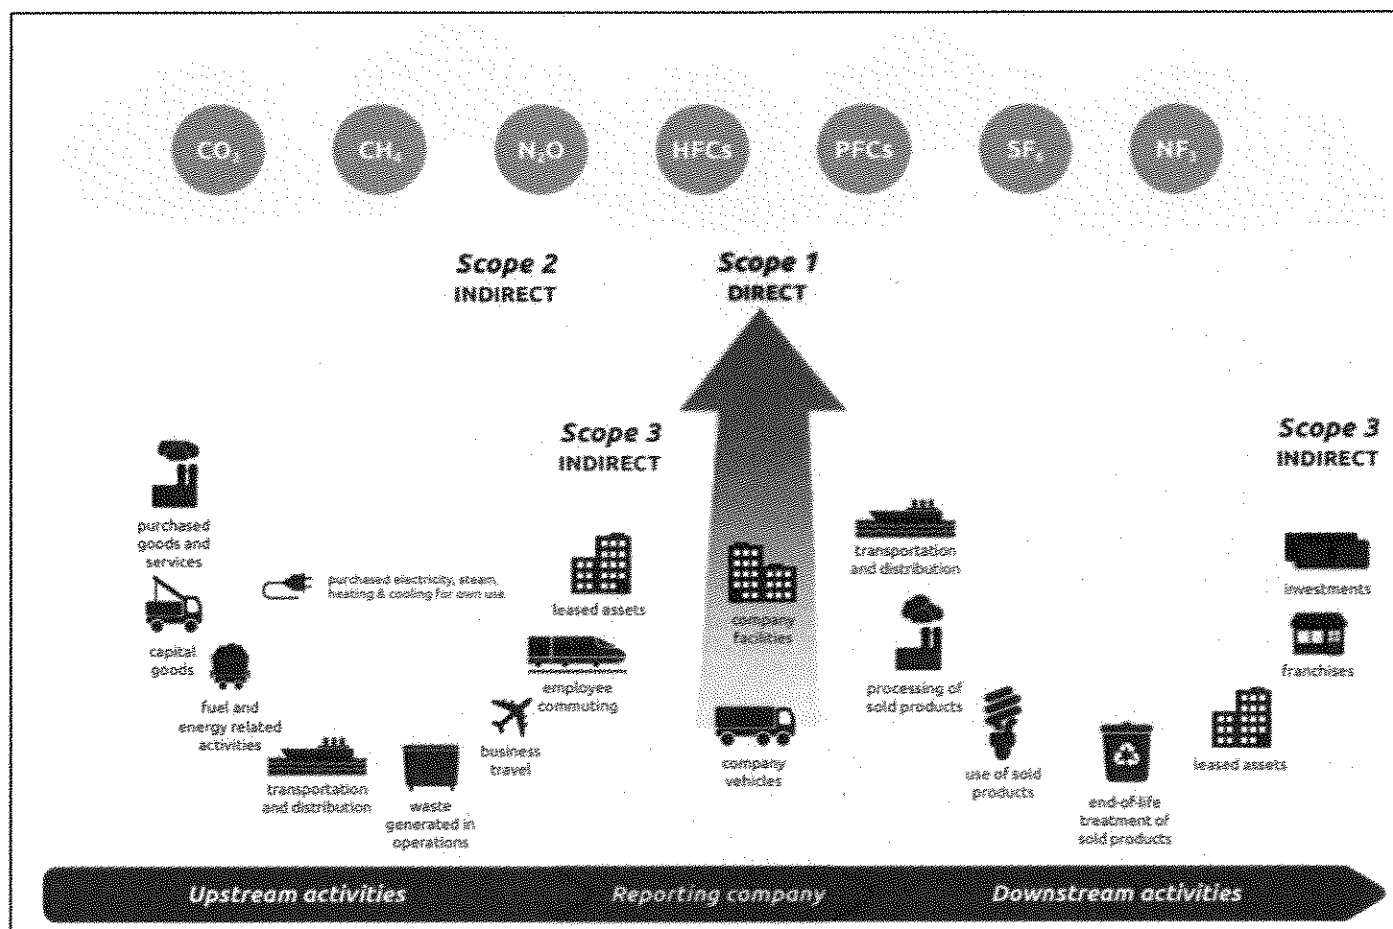 CO₂ CH₄ N₂O HFCs PFCs SF₆ NF₃
Scope 2
INDIRECT
Scope 1
DIRECT
Scope 3
INDIRECT
Scope 3
INDIRECT
purchased
goods and
services
capital
goods
fuel and
energy related
activities
purchased electricity, steam,
heating & cooling for own use
transportation
and distribution
waste
generated in
operations
business
travel
employee
commuting
leased assets
company
facilities
company
vehicles
transportation
and distribution
processing of
sold products
use of sold
products
end-of-life
treatment of
sold products
leased assets
franchises
investments
Upstream activities
Reporting company
Downstream activities